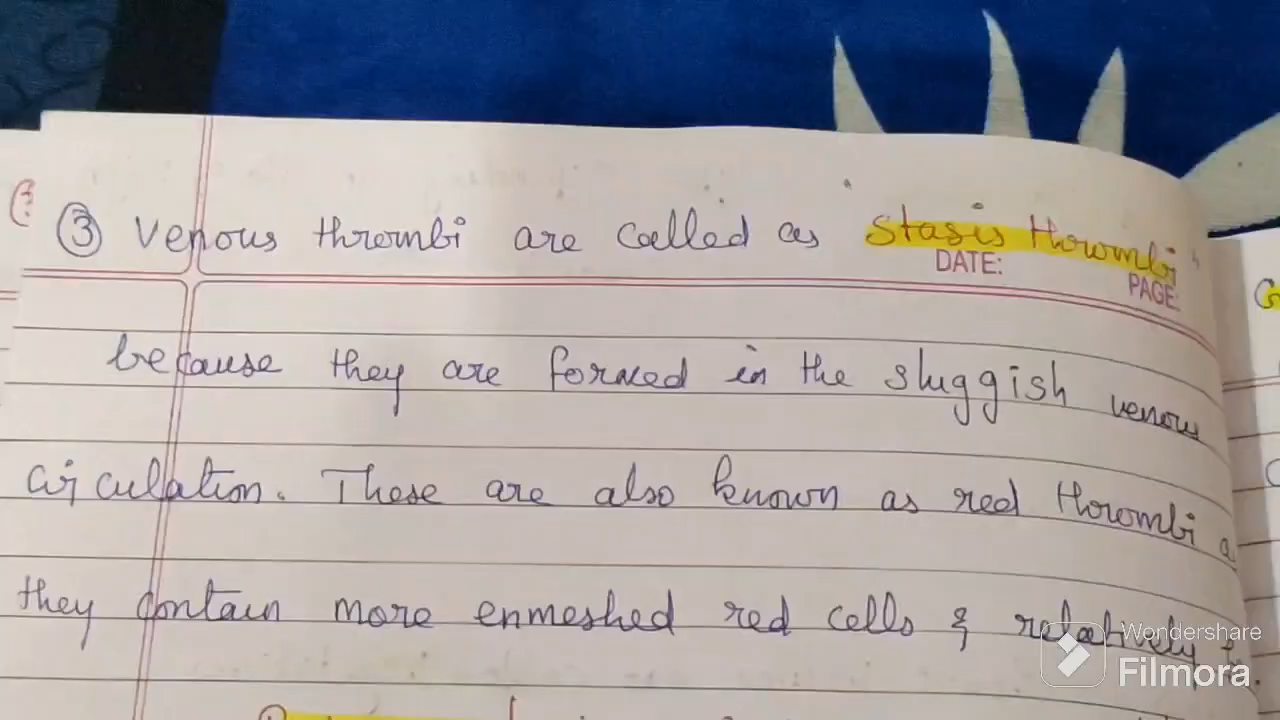 ③ Venous thrombi are called as stasis thrombi"
DATE:
PAGE:
because they are formed in the sluggish venous
circulation. These are also known as red thrombi a
they contain more enmeshed red cells & relatively
Wondershare
Filmora